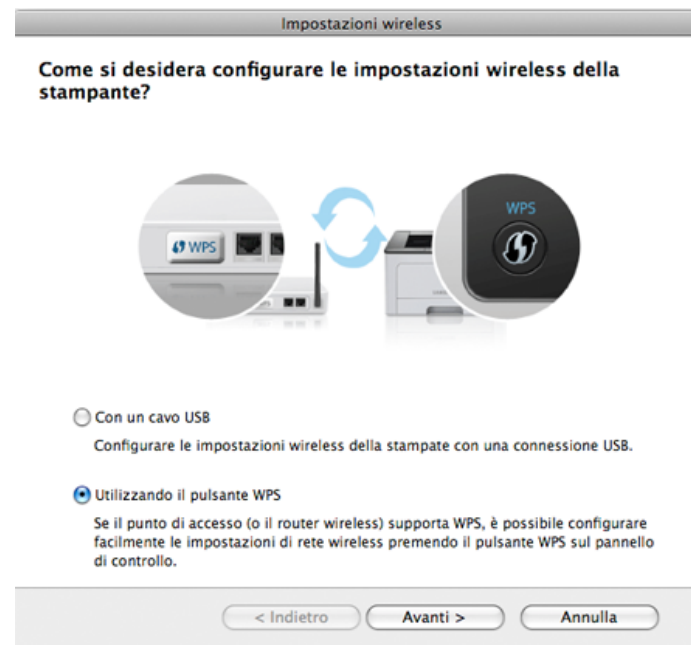 Impostazioni wireless
Come si desidera configurare le impostazioni wireless della
stampante?
WPS
WPS
Con un cavo USB
Configurare le impostazioni wireless della stampate con una connessione USB.
Utilizzando il pulsante WPS
Se il punto di accesso (o il router wireless) supporta WPS, è possibile configurare
facilmente le impostazioni di rete wireless premendo il pulsante WPS sul pannello
di controllo.
< Indietro
Avanti >
Annulla